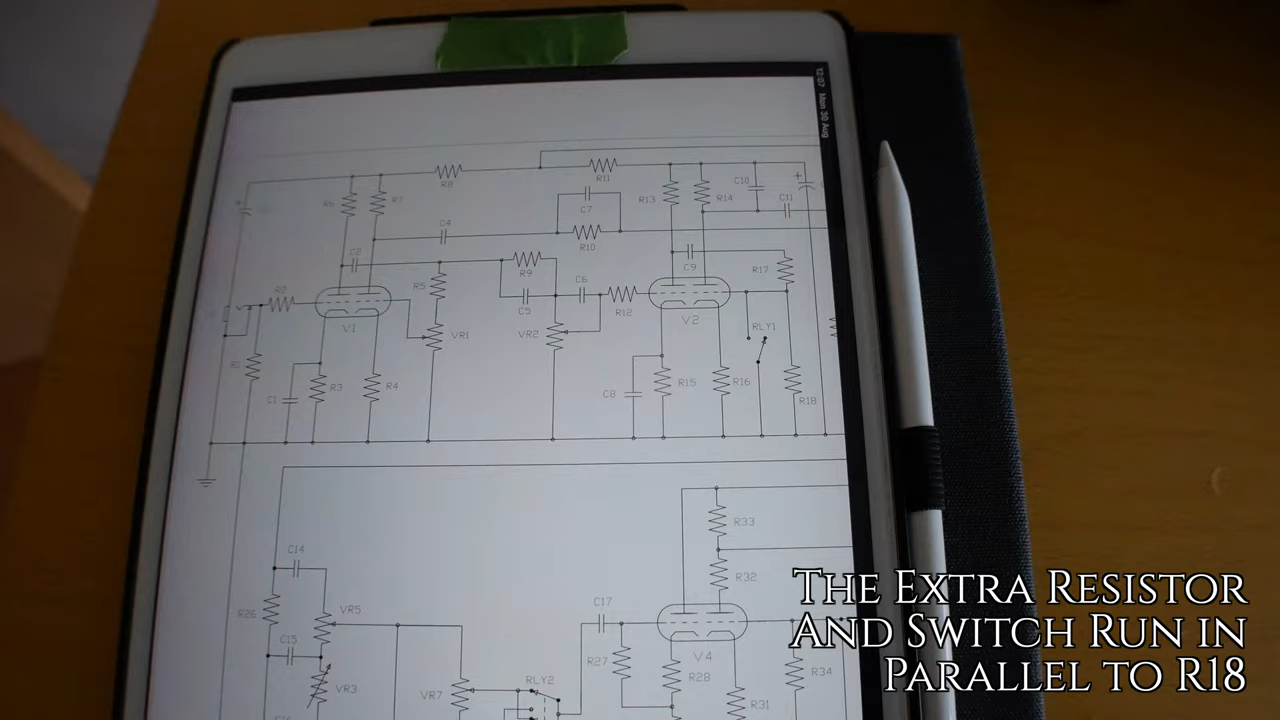 12:07 Mon 30 Aug
R8
R11
R6
R7
R13
R14
C10
C11
C4
C7
R10
C2
R9
C9
R17
R5
C6
R2
C5
R12
V1
VR1
VR2
V2
RLY1
R1
R3
R4
C1
C8
R15
R16
R18
R33
C14
R32
R26
VR5
C17
C15
V4
R27
R28
R34
VR3
VR7
RLY2
R31
The Extra Resistor
And Switch Run in
Parallel to R18